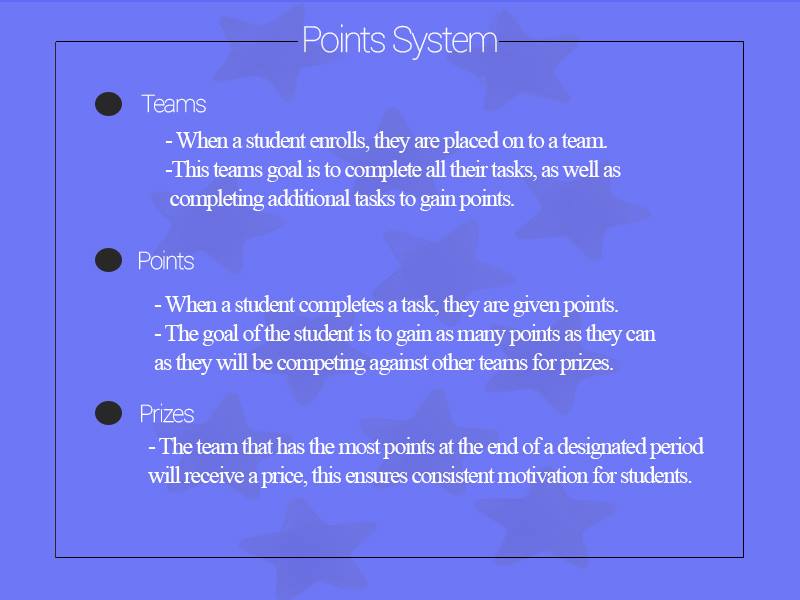 Points System
Teams
- When a student enrolls, they are placed on to a team.
-This teams goal is to complete all their tasks, as well as
completing additional tasks to gain points.
Points
- When a student completes a task, they are given points.
- The goal of the student is to gain as many points as they can
as they will be competing against other teams for prizes.
Prizes
- The team that has the most points at the end of a designated period
will receive a price, this ensures consistent motivation for students.